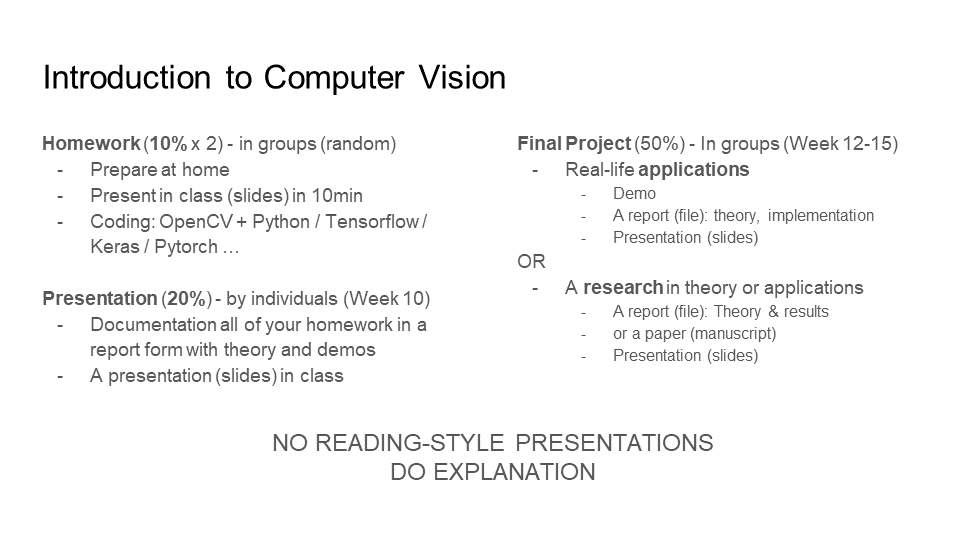 Introduction to Computer Vision
Homework (10% x 2) - in groups (random)
- Prepare at home
- Present in class (slides) in 10min
- Coding: OpenCV + Python / Tensorflow /
Keras / Pytorch …
Presentation (20%) - by individuals (Week 10)
- Documentation all of your homework in a
report form with theory and demos
- A presentation (slides) in class
Final Project (50%) - In groups (Week 12-15)
- Real-life applications
- Demo
- A report (file): theory, implementation
- Presentation (slides)
OR
- A research in theory or applications
- A report (file): Theory & results
- or a paper (manuscript)
- Presentation (slides)
NO READING-STYLE PRESENTATIONS
DO EXPLANATION